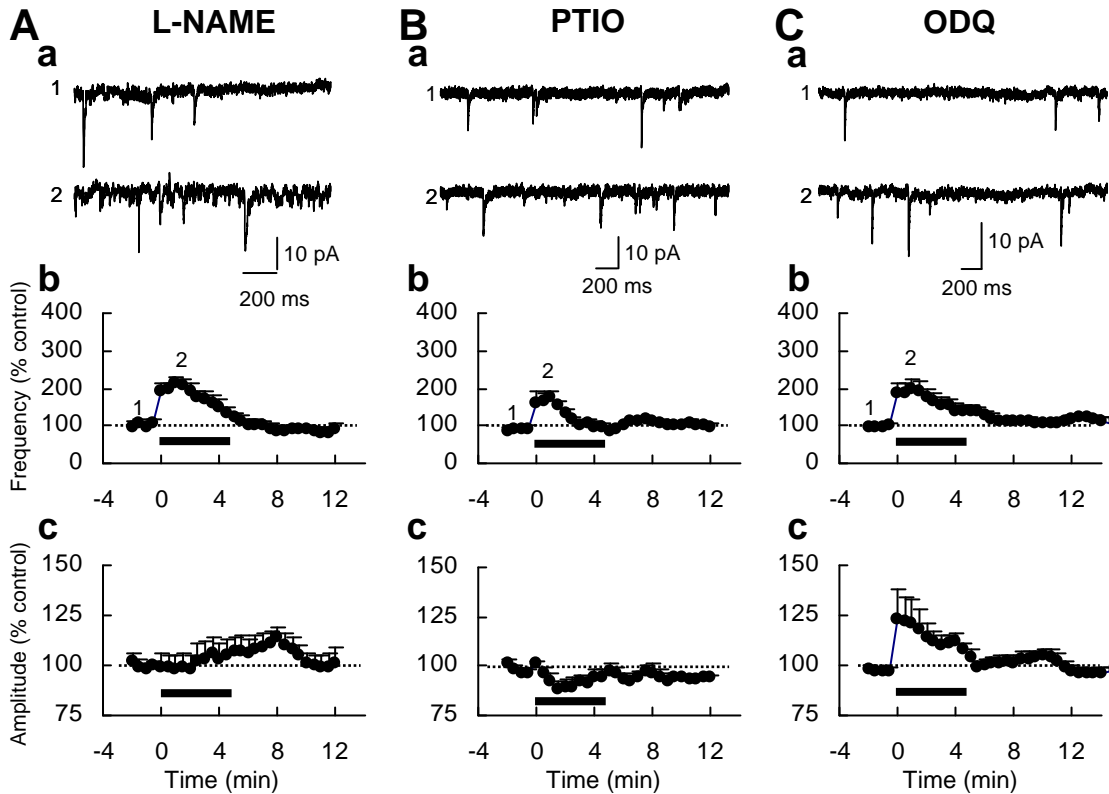 A L-NAME
a
1
2
10 pA
200 ms
b
Frequency (% control)
400
300
200
100
0
1
2
-4 0 4 8 12
c
Amplitude (% control)
150
125
100
75
-4 0 4 8 12
Time (min)
B PTIO
a
1
2
10 pA
200 ms
b
400
300
200
100
0
1
2
-4 0 4 8 12
c
150
125
100
75
-4 0 4 8 12
Time (min)
C ODQ
a
1
2
10 pA
200 ms
b
400
300
200
100
0
1
2
-4 0 4 8 12
c
150
125
100
75
-4 0 4 8 12
Time (min)